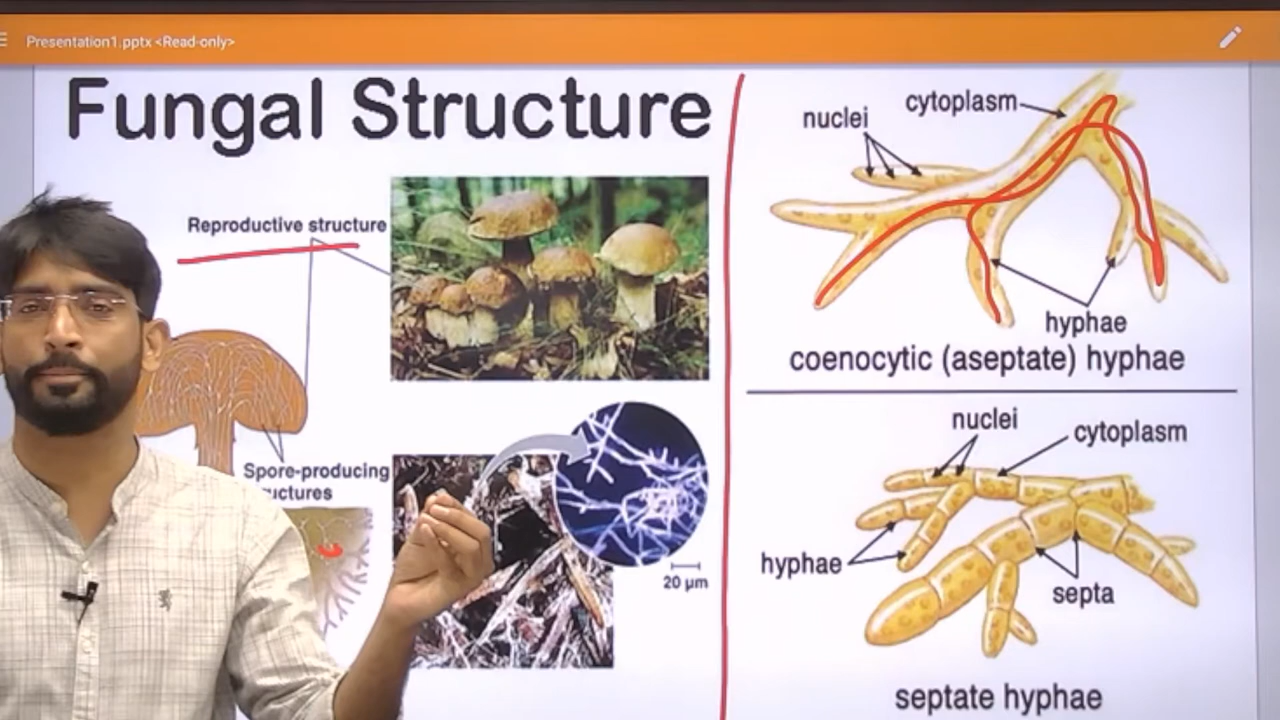 Presentation1.pptx <Read-only>
Fungal Structure
Reproductive structure
Spore-producing
20 µm
cytoplasm
nuclei
hyphae
coenocytic (aseptate) hyphae
nuclei
cytoplasm
hyphae
septa
septate hyphae